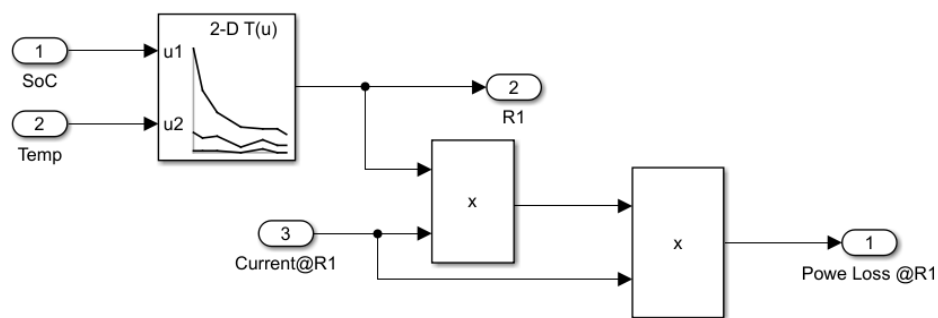 2-D T(u)
1
u1
SoC
2
u2
Temp
2
R1
x
3
Current@R1
x
1
Powe Loss @R1